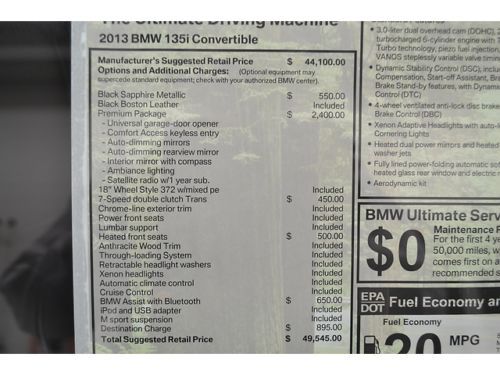 The Ultimate Driving Machine
2013 BMW 135i Convertible
Manufacturer's Suggested Retail Price $ 44,100.00
Options and Additional Charges: (Optional equipment may
supercede standard equipment; check with your authorized BMW center).
Black Sapphire Metallic $ 550.00
Black Boston Leather Included
Premium Package $ 2,400.00
- Universal garage-door opener
- Comfort Access keyless entry
- Auto-dimming mirrors
- Auto-dimming rearview mirror
- Interior mirror with compass
- Ambiance lighting
- Satellite radio w/1 year sub.
18" Wheel Style 372 w/mixed pe Included
7-Speed double clutch Trans $ 450.00
Chrome-line exterior trim Included
Power front seats Included
Lumbar support Included
Heated front seats $ 500.00
Anthracite Wood Trim Included
Through-loading System Included
Retractable headlight washers Included
Xenon headlights Included
Automatic climate control Included
Cruise Control Included
BMW Assist with Bluetooth $ 650.00
iPod and USB adapter Included
M sport suspension Included
Destination Charge $ 895.00
Total Suggested Retail Price $ 49,545.00
• 3.0-liter dual overhead cam (DOHC), 2
turbocharged 6-cylinder engine with T
Turbo technology, piezo fuel injection
VANOS steplessly variable valve timin
• Dynamic Stability Control (DSC), includ
Compensation, Start-off Assistant, Bra
Brake Stand-by features, with Dynami
Control (DTC)
• 4-wheel ventilated anti-lock disc brake
Brake Control (DBC)
• Xenon Adaptive Headlights with auto-l
Cornering Lights
• Heated dual power mirrors and heated
washer jets
• Fully lined power-folding automatic sof
heated glass rear window and electric r
• Aerodynamic kit
BMW Ultimate Serv
$0
Maintenance P
For the first 4 ye
50,000 miles, w
comes first on a
recommended s
EPA
DOT
Fuel Economy an
Fuel Economy
20 MPG